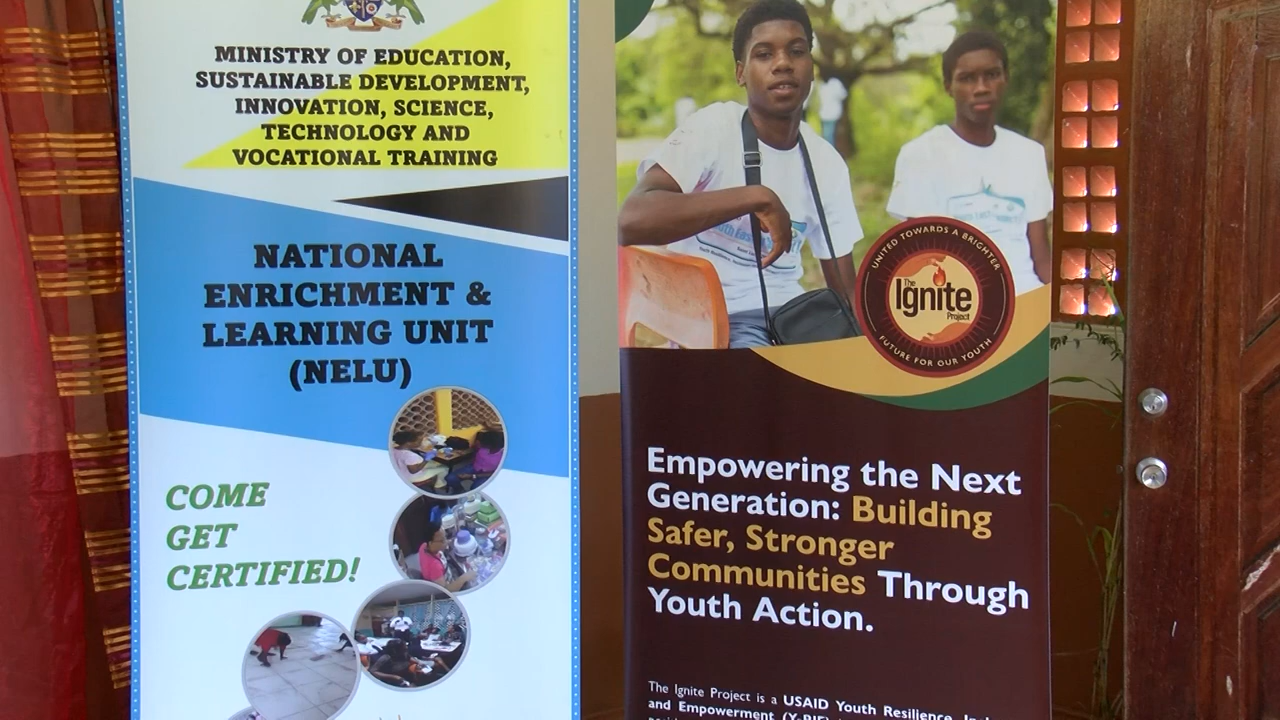 MINISTRY OF EDUCATION,
SUSTAINABLE DEVELOPMENT,
INNOVATION, SCIENCE,
TECHNOLOGY AND
VOCATIONAL TRAINING
NATIONAL
ENRICHMENT &
LEARNING UNIT
(NELU)
COME
GET
CERTIFIED!
UNITED TOWARDS A BRIGHTER
The
Ignite
Project
FUTURE FOR OUR YOUTH
Empowering the Next
Generation: Building
Safer, Stronger
Communities Through
Youth Action.
The Ignite Project is a USAID Youth Resilience,
and Empowerment